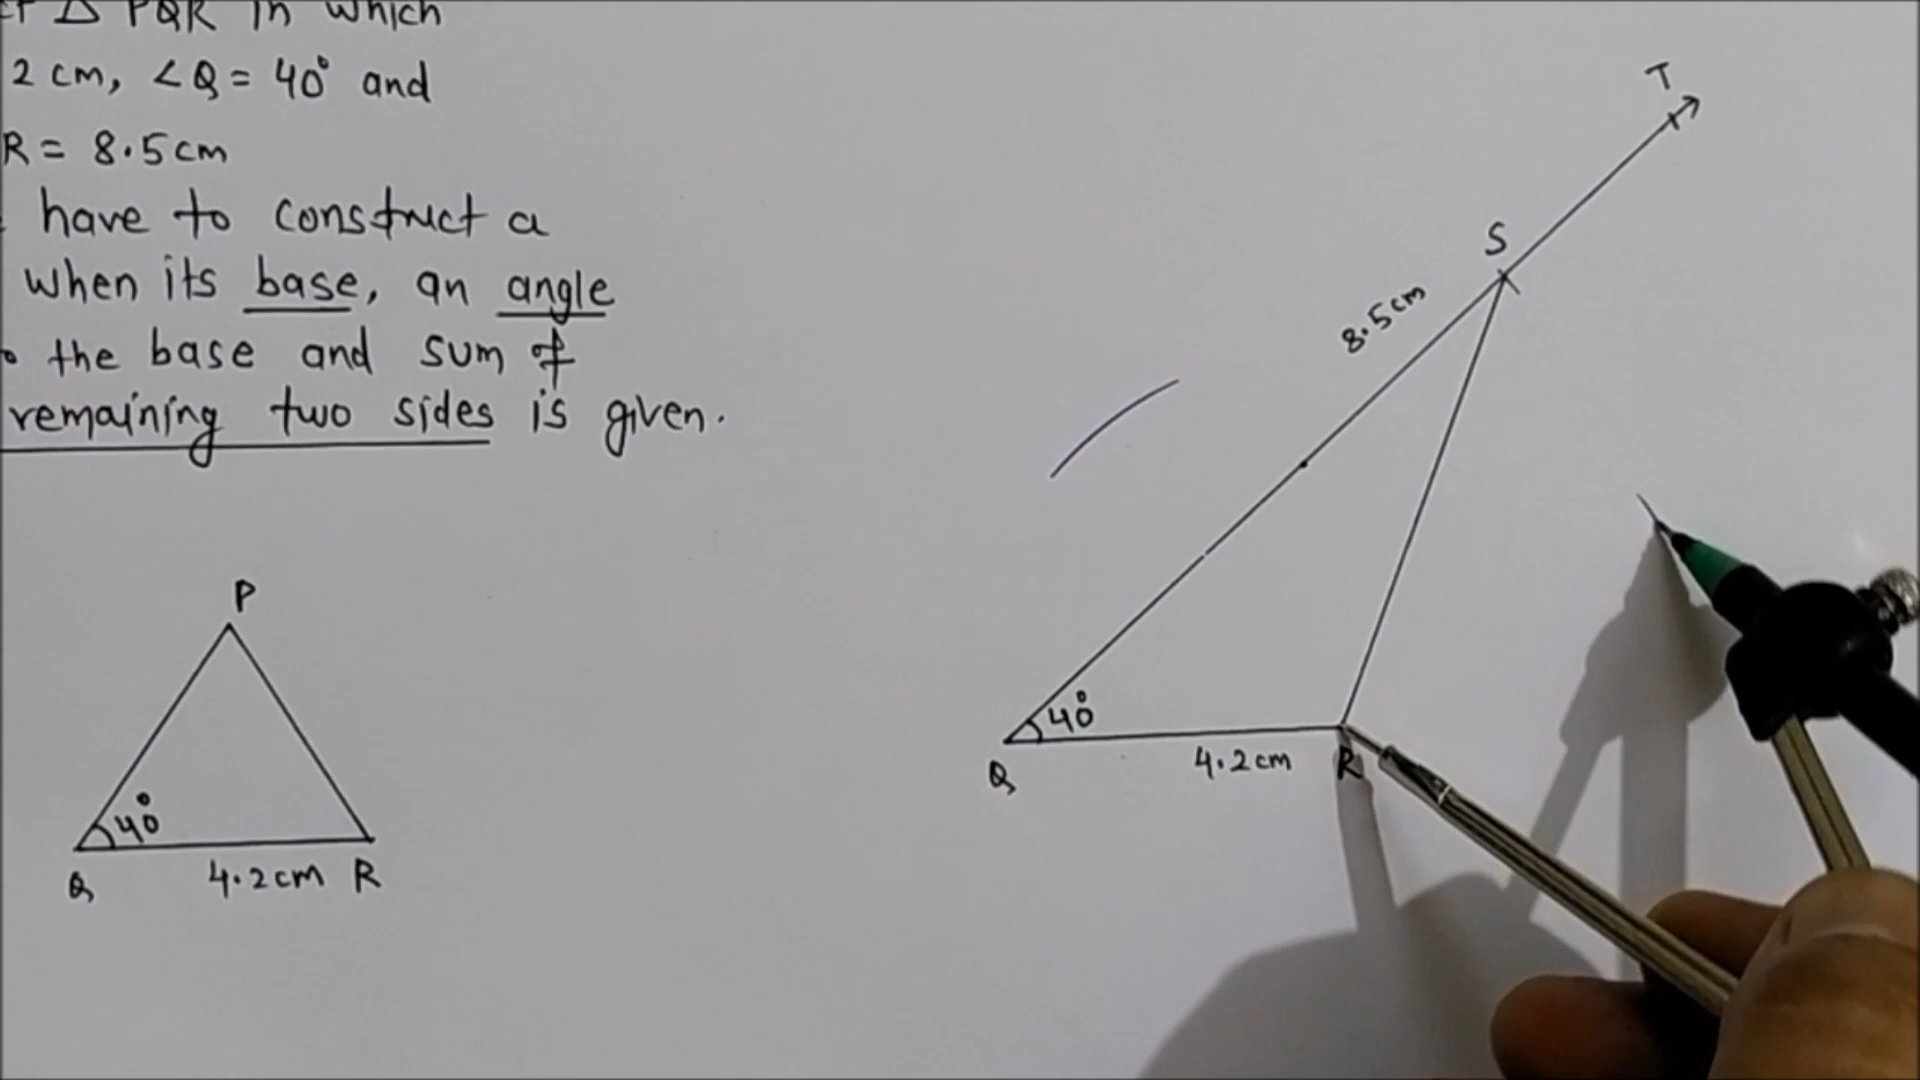 △ PQR in which
2 cm, ∠Q = 40° and
R = 8.5 cm
have to construct a
when its base, an angle
the base and sum of
remaining two sides is given.
P
40°
Q 4.2 cm R
T
S
8.5 cm
40°
Q 4.2 cm R